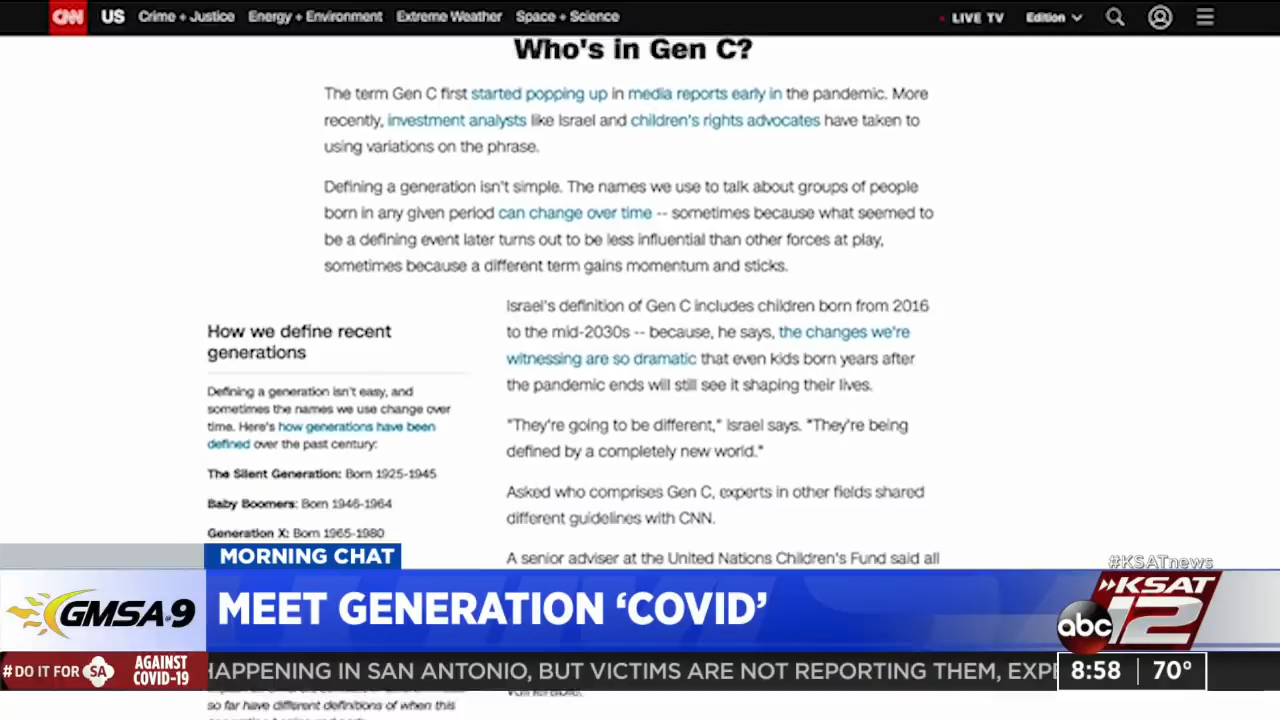 CNN US Crime + Justice Energy + Environment Extreme Weather Space + Science LIVE TV Edition
Who's in Gen C?
The term Gen C first started popping up in media reports early in the pandemic. More
recently, investment analysts like Israel and children's rights advocates have taken to
using variations on the phrase.
Defining a generation isn't simple. The names we use to talk about groups of people
born in any given period can change over time -- sometimes because what seemed to
be a defining event later turns out to be less influential than other forces at play,
sometimes because a different term gains momentum and sticks.
How we define recent
generations
Defining a generation isn't easy, and
sometimes the names we use change over
time. Here's how generations have been
defined over the past century:
The Silent Generation: Born 1925-1945
Baby Boomers: Born 1946-1964
Generation X: Born 1965-1980
Israel's definition of Gen C includes children born from 2016
to the mid-2030s -- because, he says, the changes we're
witnessing are so dramatic that even kids born years after
the pandemic ends will still see it shaping their lives.
"They're going to be different," Israel says. "They're being
defined by a completely new world."
Asked who comprises Gen C, experts in other fields shared
different guidelines with CNN.
A senior adviser at the United Nations Children's Fund said all
MORNING CHAT
#KSATnews
GMSA@9
MEET GENERATION ‘COVID’
KSAT
abc 12
#DO IT FOR SA
AGAINST
COVID-19
HAPPENING IN SAN ANTONIO, BUT VICTIMS ARE NOT REPORTING THEM, EXP
8:58 70°
so far have different definitions of when this